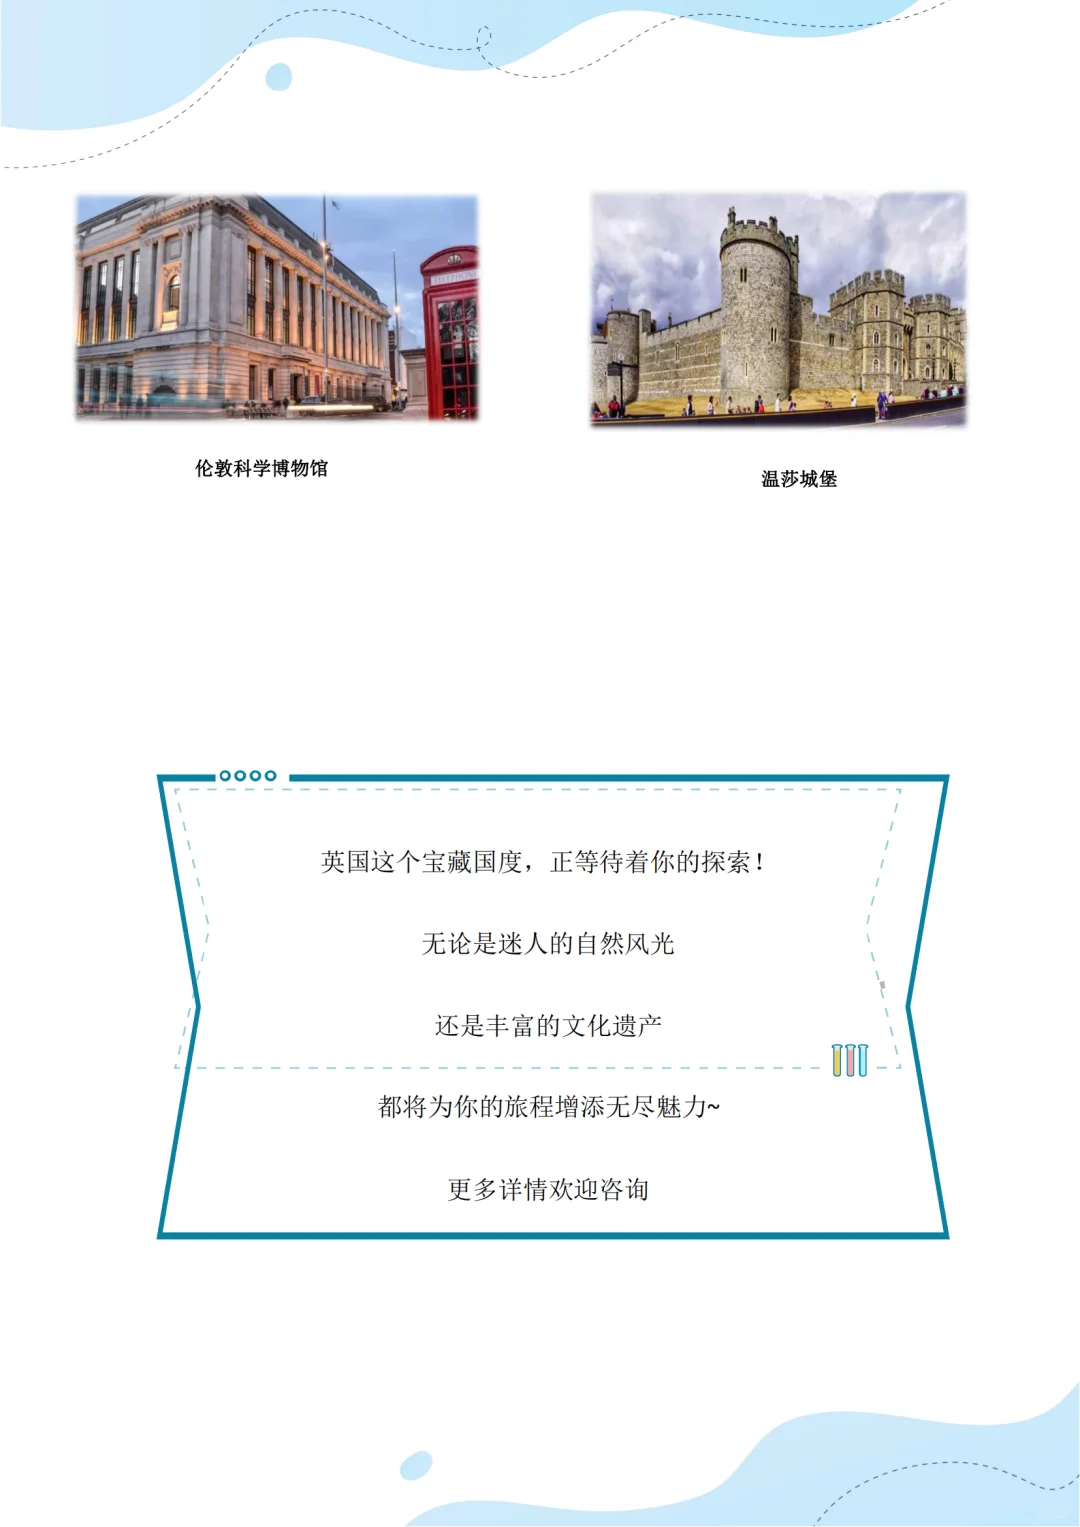 TELEPHONE
伦敦科学博物馆
温莎城堡
英国这个宝藏国度，正等待着你的探索！
无论是迷人的自然风光
还是丰富的文化遗产
都将为你的旅程增添无尽魅力~
更多详情欢迎咨询